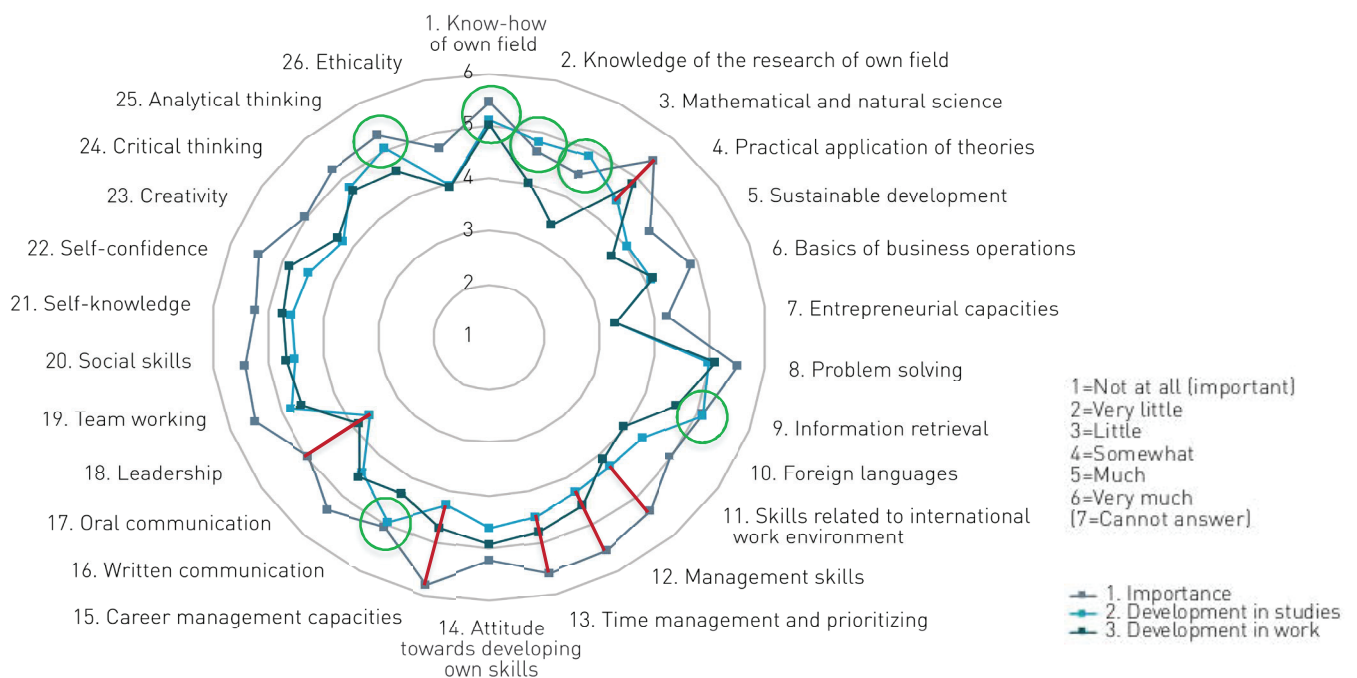 1. Know-how
of own field
2. Knowledge of the research of own field
3. Mathematical and natural science
4. Practical application of theories
5. Sustainable development
6. Basics of business operations
7. Entrepreneurial capacities
8. Problem solving
9. Information retrieval
10. Foreign languages
11. Skills related to international
work environment
12. Management skills
13. Time management and prioritizing
14. Attitude
towards developing
own skills
15. Career management capacities
16. Written communication
17. Oral communication
18. Leadership
19. Team working
20. Social skills
21. Self-knowledge
22. Self-confidence
23. Creativity
24. Critical thinking
25. Analytical thinking
26. Ethicality
6
5
4
3
2
1
1=Not at all (important)
2=Very little
3=Little
4=Somewhat
5=Much
6=Very much
(7=Cannot answer)
1. Importance
2. Development in studies
3. Development in work